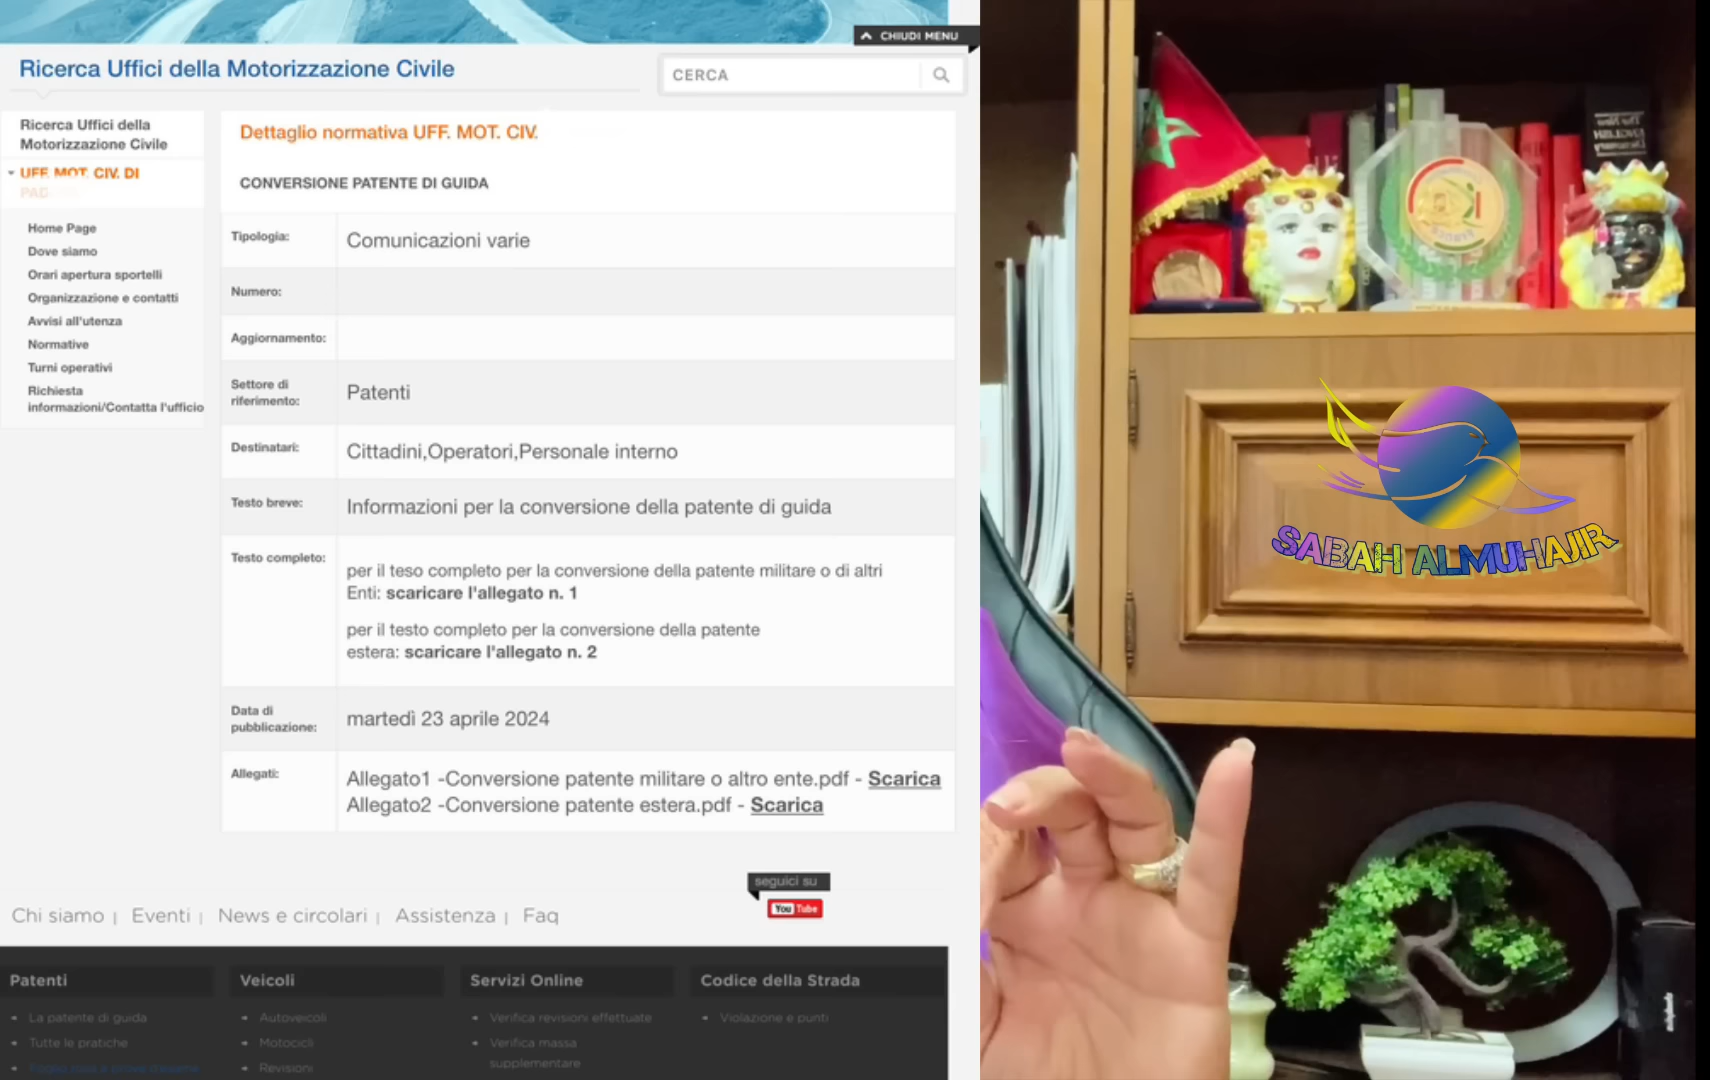 CHIUDI MENU
Ricerca Uffici della Motorizzazione Civile
CERCA
Ricerca Uffici della
Motorizzazione Civile
UFF. MOT. CIV. DI
Home Page
Dove siamo
Orari apertura sportelli
Organizzazione e contatti
Avvisi all'utenza
Normative
Turni operativi
Richiesta
informazioni/Contatta l'ufficio
Dettaglio normativa UFF. MOT. CIV.
CONVERSIONE PATENTE DI GUIDA
Tipologia: Comunicazioni varie
Numero:
Aggiornamento:
Settore di
riferimento: Patenti
Destinatari: Cittadini,Operatori,Personale interno
Testo breve: Informazioni per la conversione della patente di guida
Testo completo:
per il teso completo per la conversione della patente militare o di altri
Enti: scaricare l'allegato n. 1
per il testo completo per la conversione della patente
estera: scaricare l'allegato n. 2
Data di
pubblicazione: martedì 23 aprile 2024
Allegati: Allegato1 -Conversione patente militare o altro ente.pdf - Scarica
Allegato2 -Conversione patente estera.pdf - Scarica
seguici su
You Tube
Chi siamo | Eventi | News e circolari | Assistenza | Faq
Patenti
La patente di guida
Tutte le pratiche
Veicoli
Autoveicoli
Motocicli
Revisioni
Servizi Online
Verifica revisioni effettuate
Verifica massa
supplementare
Codice della Strada
Violazione e punti
SABAH ALMUHAJIR